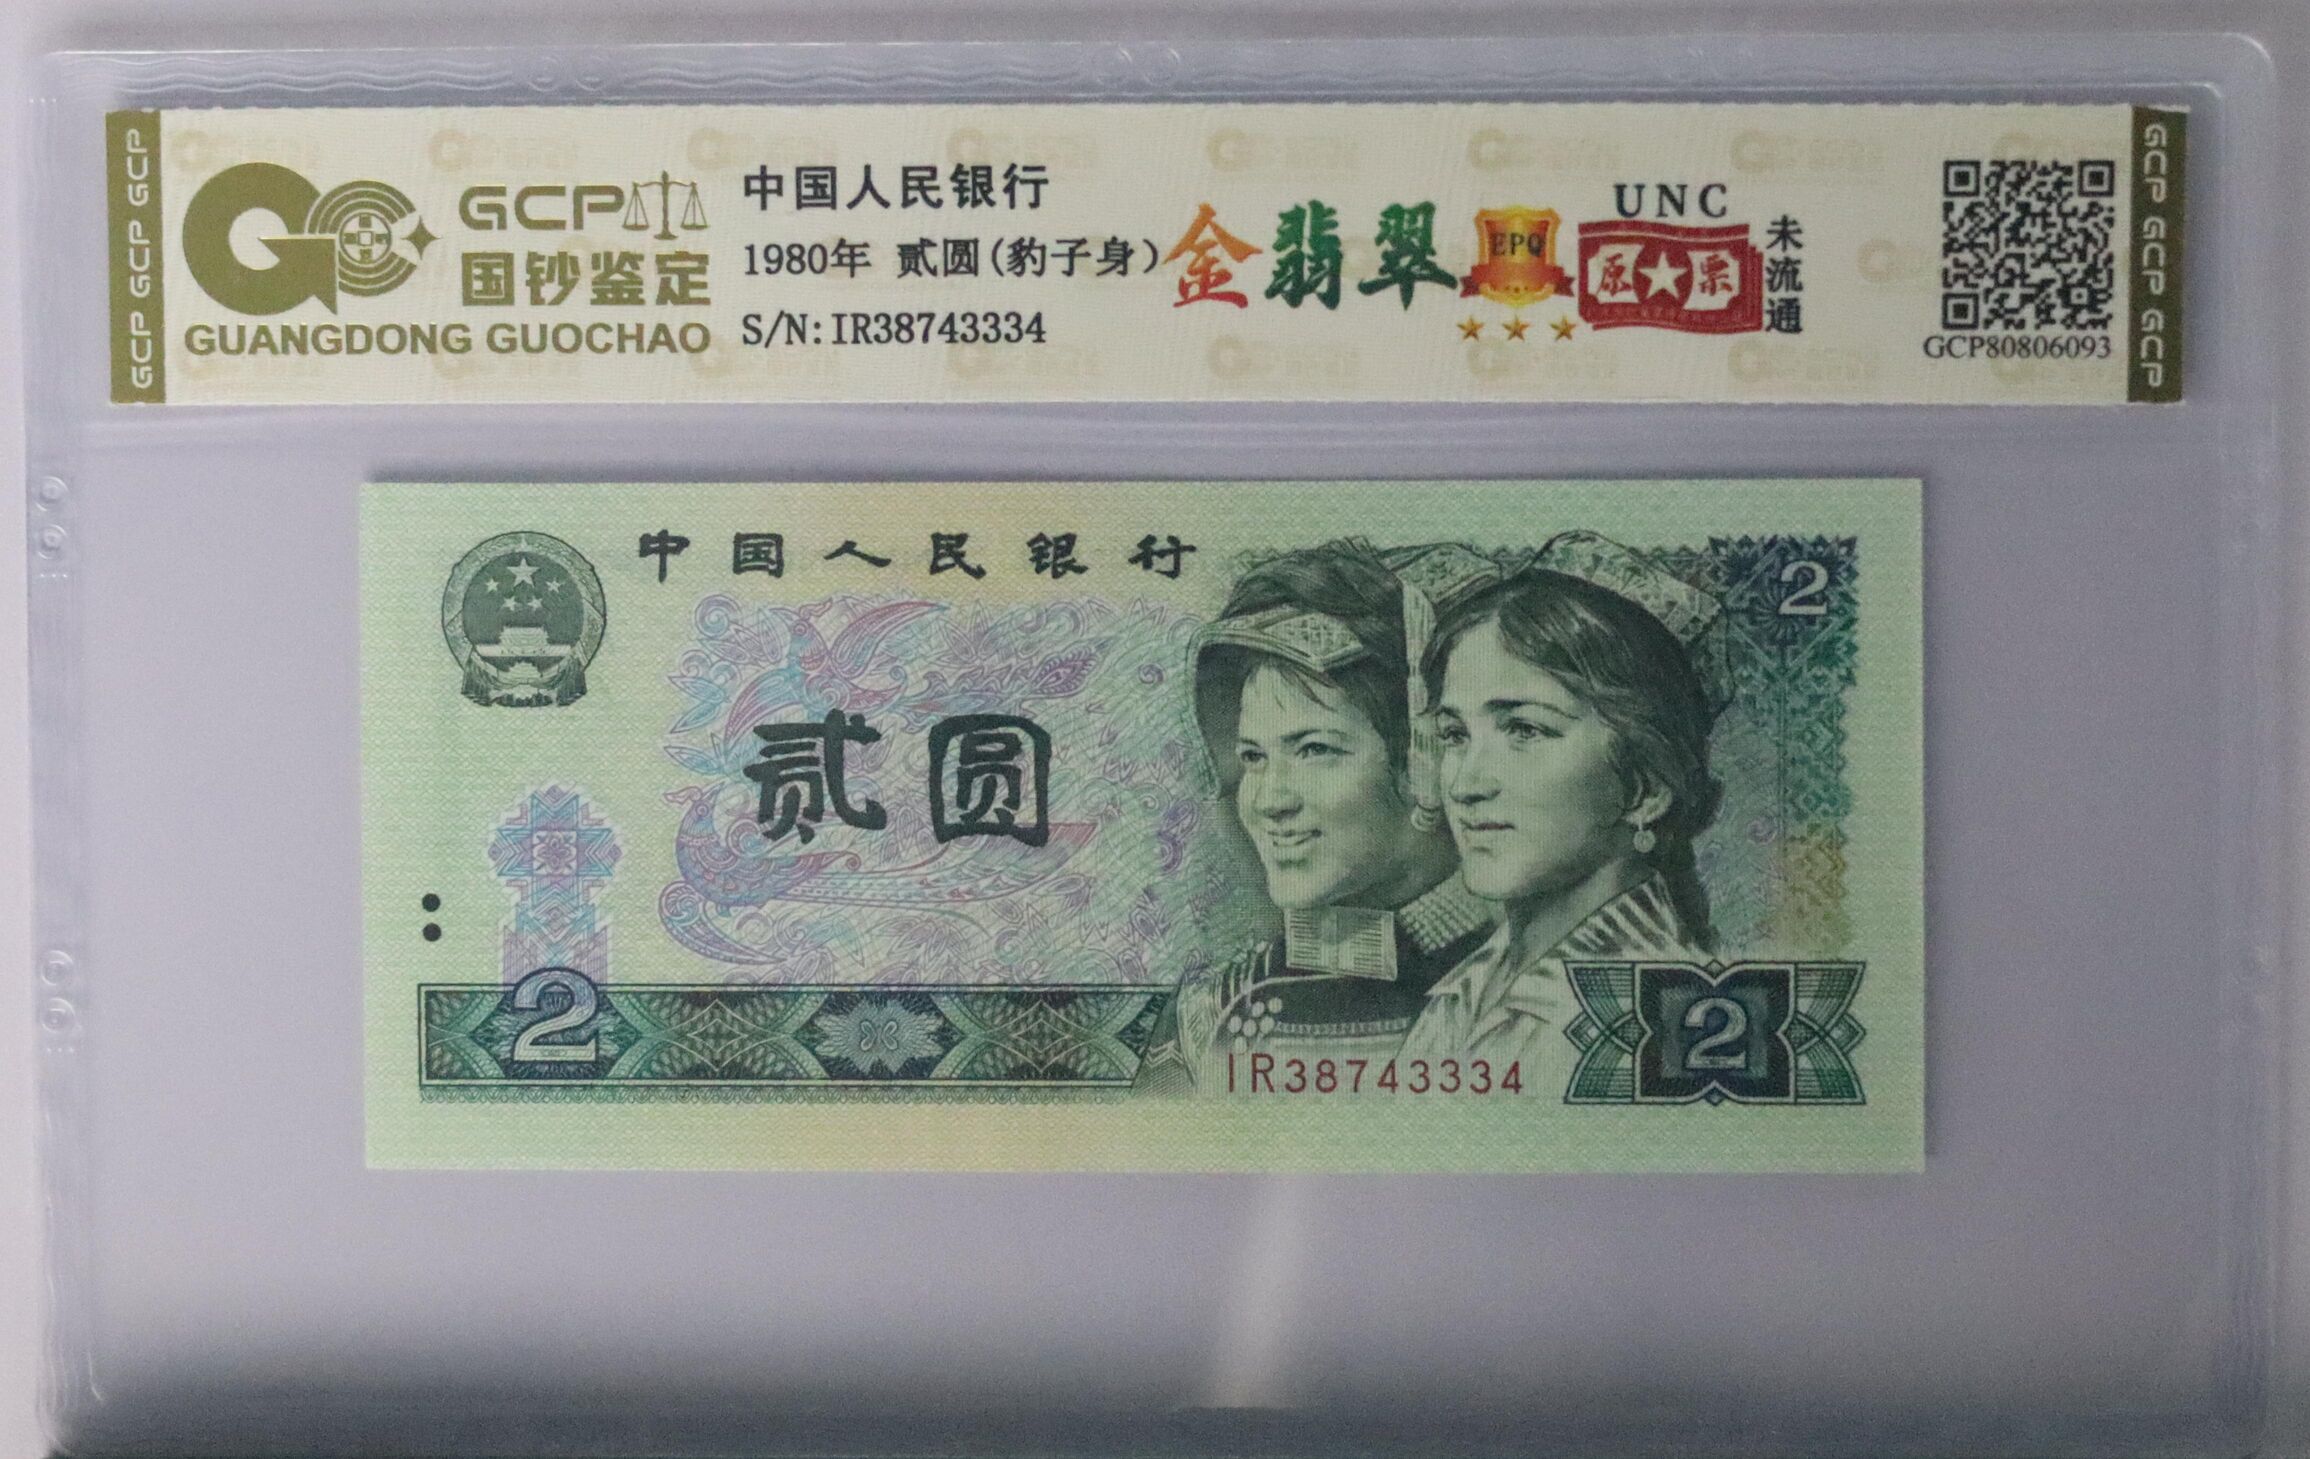 GCP GCP GCP
GCP
国钞鉴定
GUANGDONG GUOCHAO
中国人民银行
1980年 贰圆(豹子身)
S/N:IR38743334
金翡翠
EPQ
UNC
原★票
未流通
GCP80806093
GCP GCP GCP
中国人民银行
2
贰圆
2
IR38743334
2